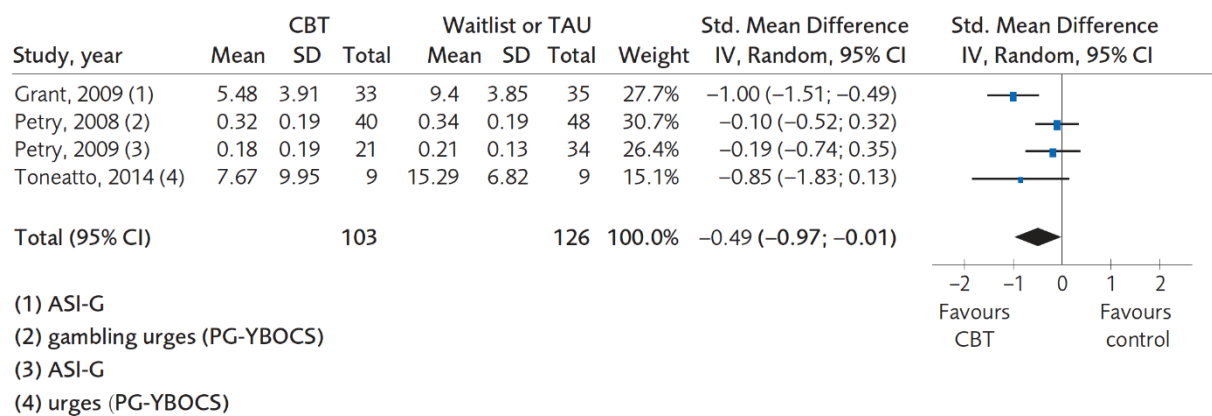 CBT Waitlist or TAU Std. Mean Difference Std. Mean Difference
Study, year Mean SD Total Mean SD Total Weight IV, Random, 95% CI IV, Random, 95% CI
Grant, 2009 (1) 5.48 3.91 33 9.4 3.85 35 27.7% −1.00 (−1.51; −0.49)
Petry, 2008 (2) 0.32 0.19 40 0.34 0.19 48 30.7% −0.10 (−0.52; 0.32)
Petry, 2009 (3) 0.18 0.19 21 0.21 0.13 34 26.4% −0.19 (−0.74; 0.35)
Toneatto, 2014 (4) 7.67 9.95 9 15.29 6.82 9 15.1% −0.85 (−1.83; 0.13)
Total (95% CI) 103 126 100.0% −0.49 (−0.97; −0.01)
−2 −1 0 1 2
Favours Favours
CBT control
(1) ASI-G
(2) gambling urges (PG-YBOCS)
(3) ASI-G
(4) urges (PG-YBOCS)